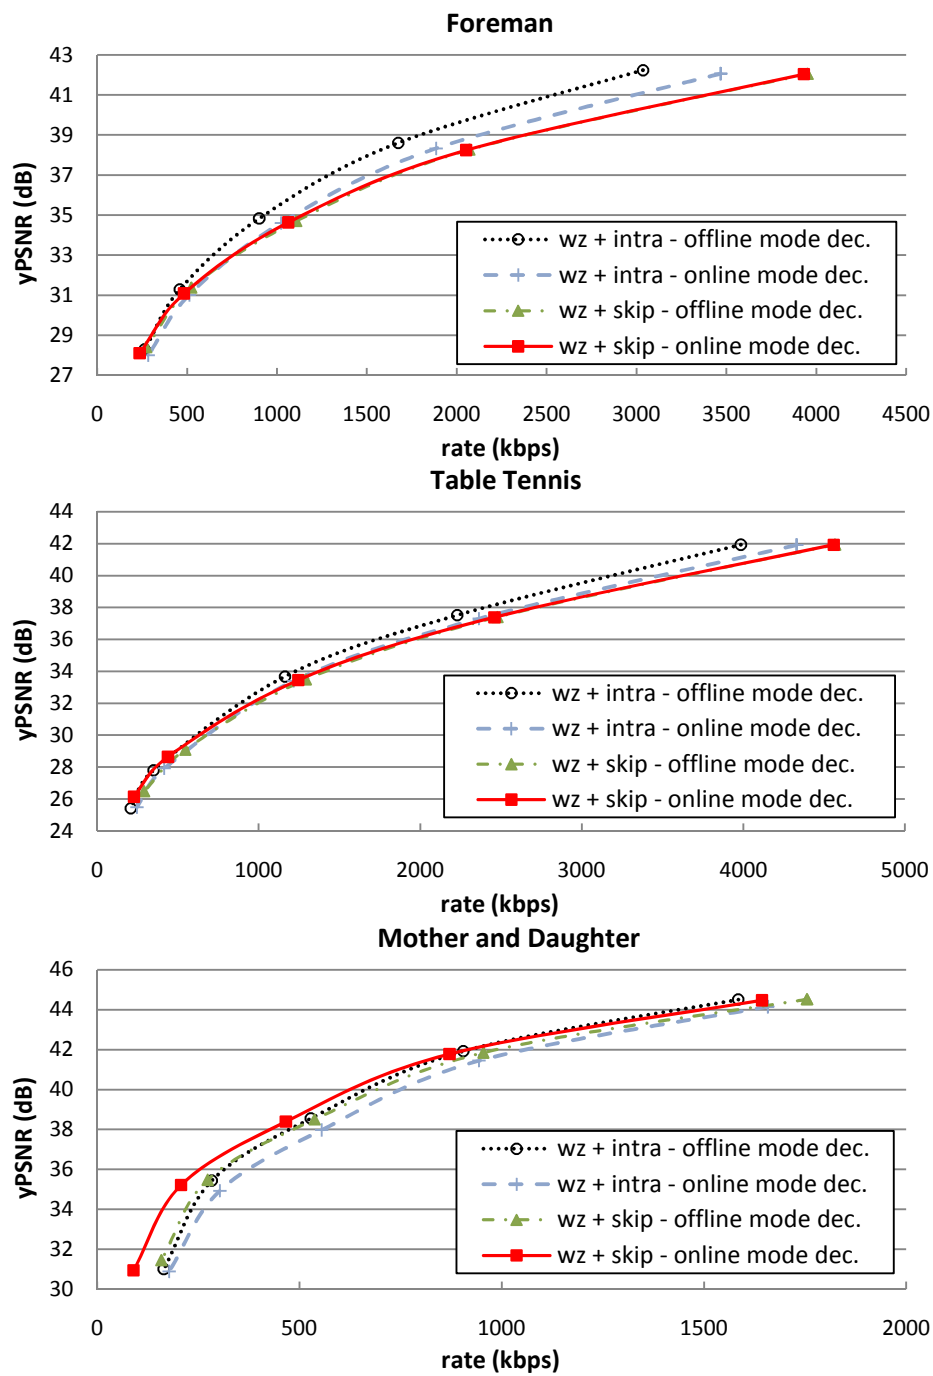 Foreman
43
41
39
37
35
33
31
29
27
yPSNR (dB)
wz + intra - offline mode dec.
wz + intra - online mode dec.
wz + skip - offline mode dec.
wz + skip - online mode dec.
0 500 1000 1500 2000 2500 3000 3500 4000 4500
rate (kbps)
Table Tennis
44
42
40
38
36
34
32
30
28
26
24
yPSNR (dB)
wz + intra - offline mode dec.
wz + intra - online mode dec.
wz + skip - offline mode dec.
wz + skip - online mode dec.
0 1000 2000 3000 4000 5000
rate (kbps)
Mother and Daughter
46
44
42
40
38
36
34
32
30
yPSNR (dB)
wz + intra - offline mode dec.
wz + intra - online mode dec.
wz + skip - offline mode dec.
wz + skip - online mode dec.
0 500 1000 1500 2000
rate (kbps)